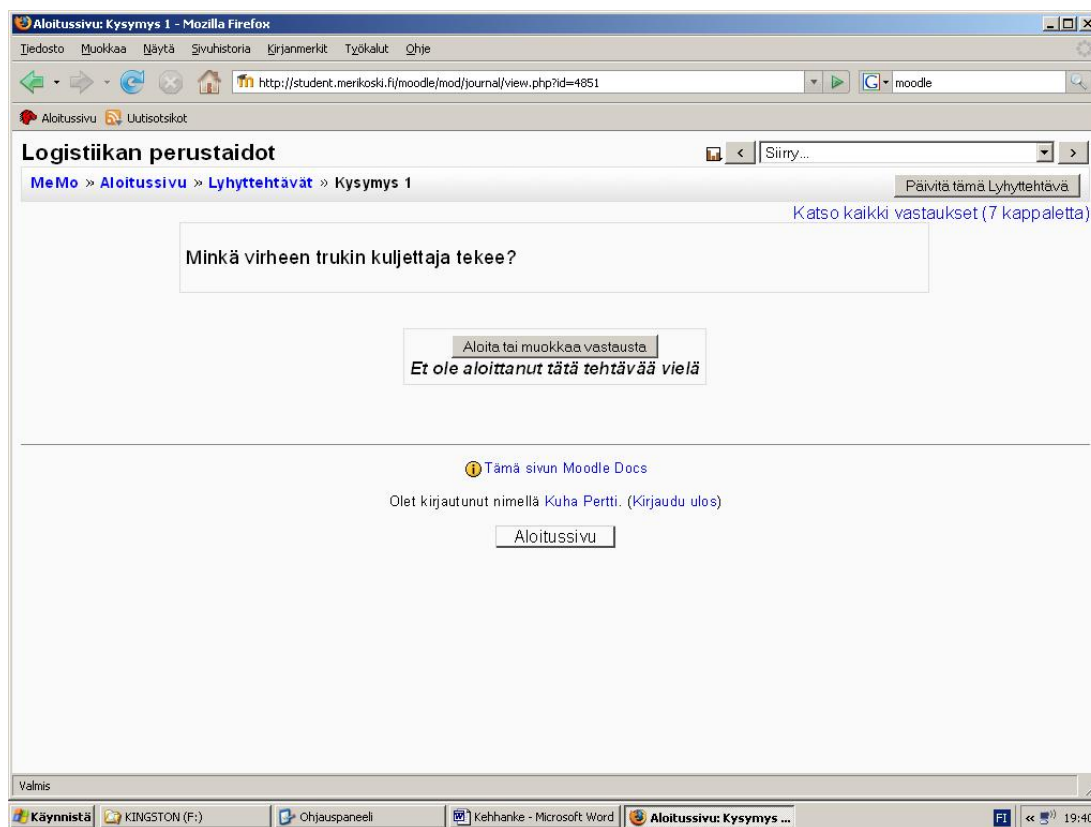 Aloitussivu: Kysymys 1 - Mozilla Firefox
Tiedosto Muokkaa Näytä Sivuhistoria Kirjanmerkit Työkalut Ohje
http://student.merikoski.fi/moodle/mod/journal/view.php?id=4851 G moodle
Aloitussivu Uutisotsikot
Logistiikan perustaidot < Siirry... >
MeMo » Aloitussivu » Lyhyttehtävät » Kysymys 1 Päivitä tämä Lyhyttehtävä
Katso kaikki vastaukset (7 kappaletta)
Minkä virheen trukin kuljettaja tekee?
Aloita tai muokkaa vastausta
Et ole aloittanut tätä tehtävää vielä
Tämä sivun Moodle Docs
Olet kirjautunut nimellä Kuha Pertti. (Kirjaudu ulos)
Aloitussivu
Valmis
Käynnistä KINGSTON (F:) Ohjauspaneeli Kehhanke - Microsoft Word Aloitussivu: Kysymys ... FI « 19:40